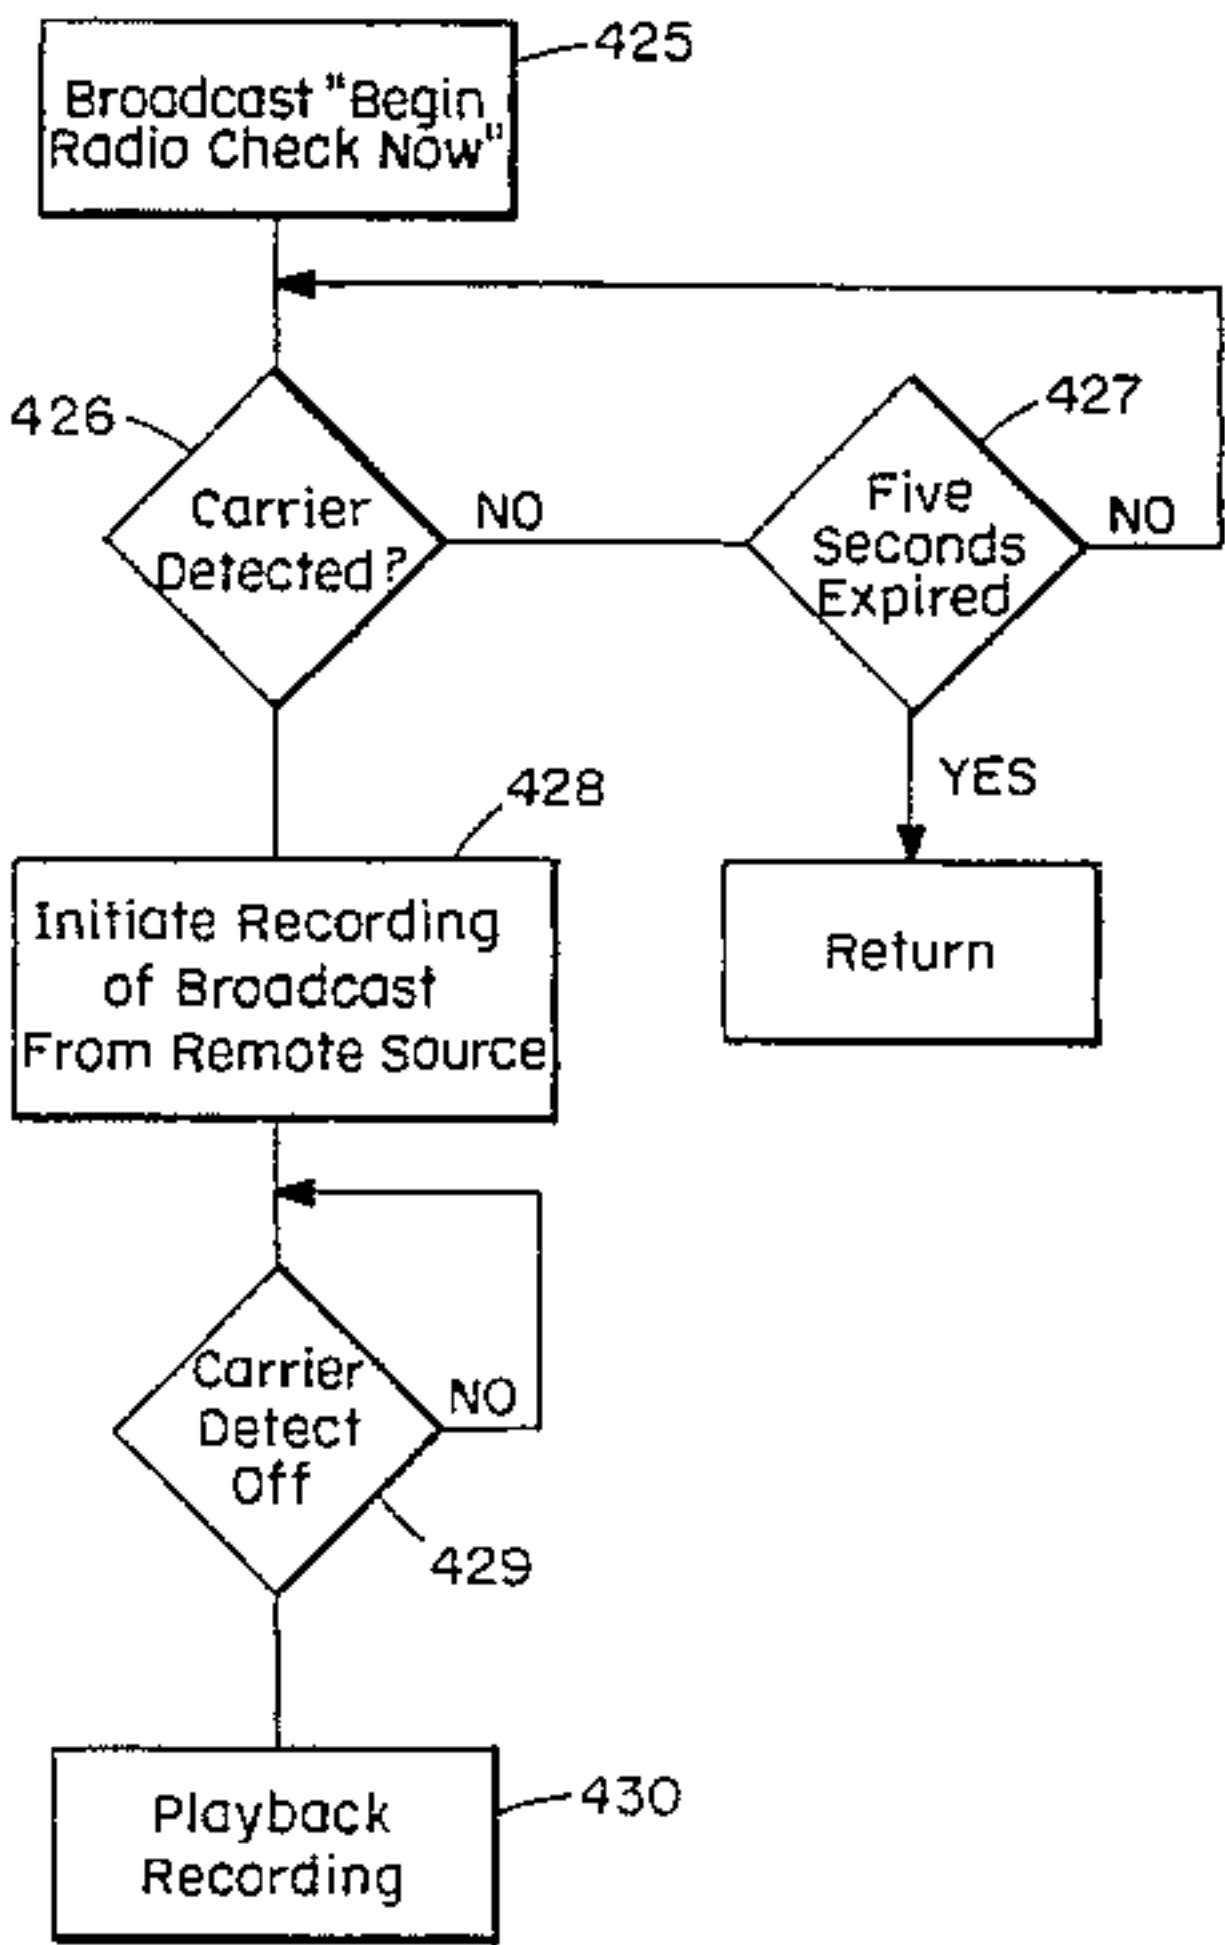 425
Broadcast "Begin
Radio Check Now"
426
Carrier
Detected?
NO
427
Five
Seconds
Expired
NO
YES
Return
428
Initiate Recording
of Broadcast
From Remote Source
Carrier
Detect
Off
NO
429
Playback
Recording
430